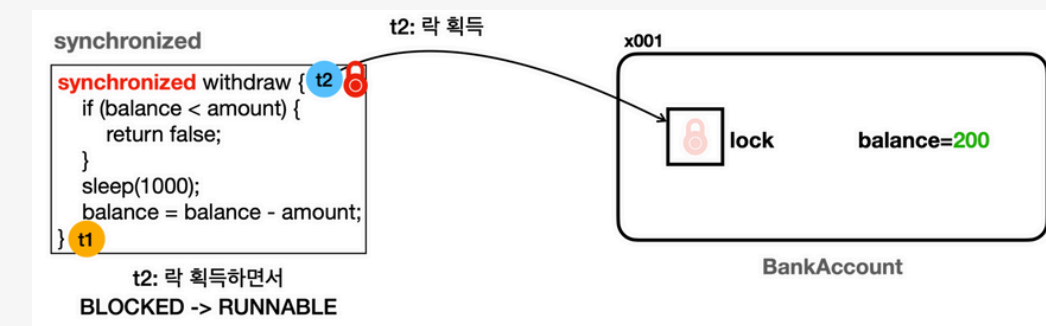 t2: 락 획득
synchronized
x001
synchronized withdraw { t2
if (balance < amount) {
return false;
}
sleep(1000);
balance = balance - amount;
} t1
lock
balance=200
t2: 락 획득하면서
BLOCKED -> RUNNABLE
BankAccount